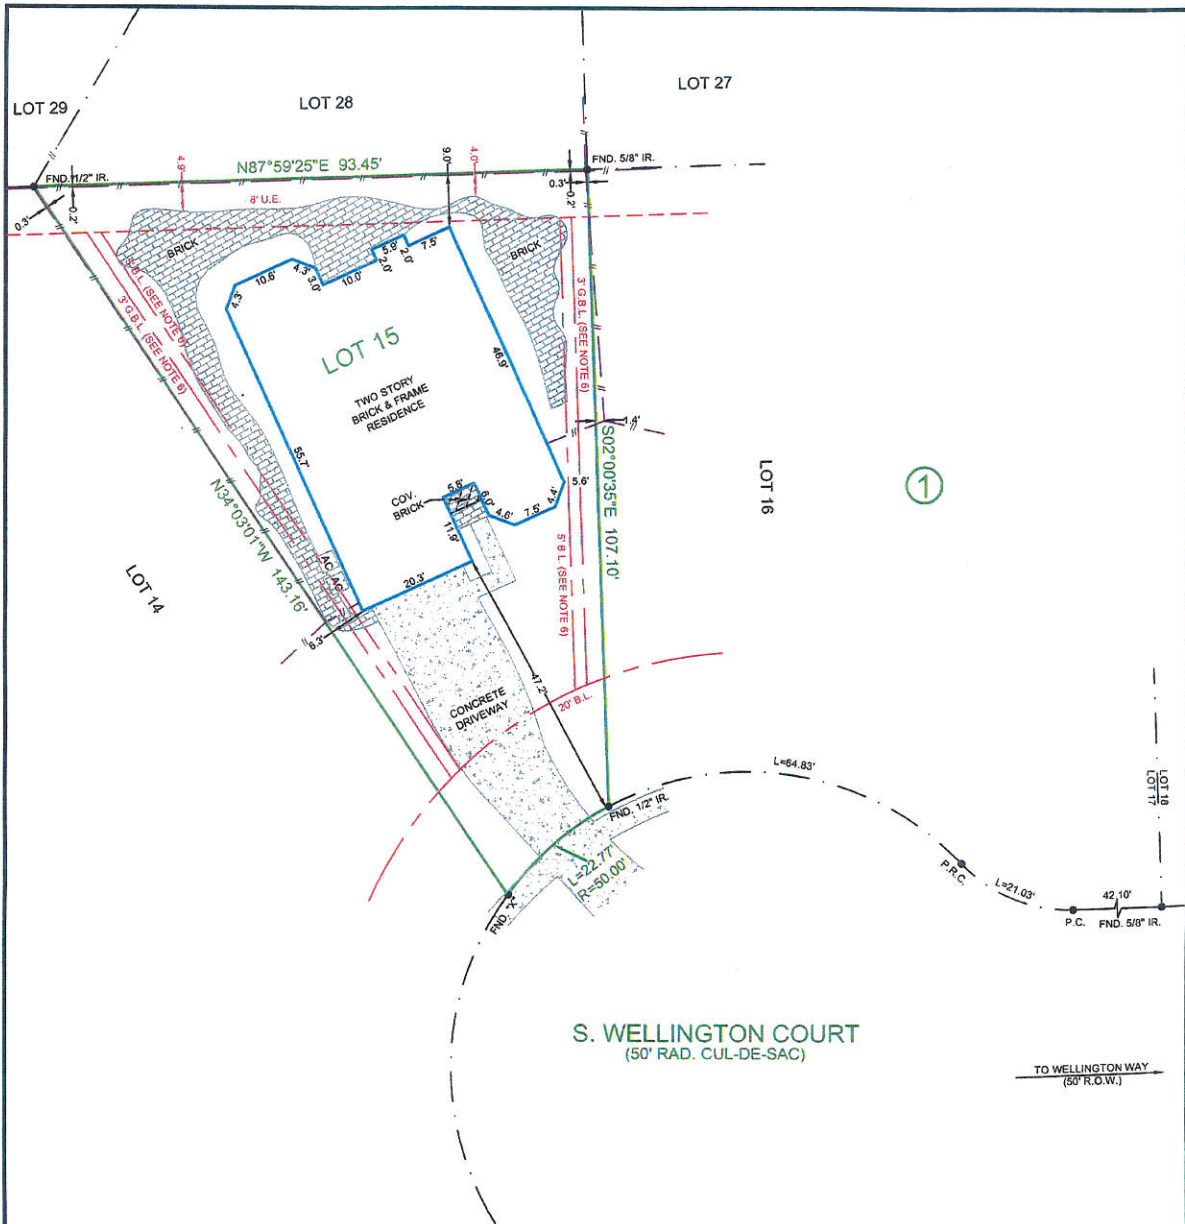 LOT 29
LOT 28
LOT 27
N87°59'25"E 93.45'
FND. 1/2" IR.
FND. 5/8" IR.
4.9'
9.0'
4.0'
0.3'
0.2'
0.3'
0.2'
8' U.E.
BRICK
BRICK
5.9'
2.0'
2.0'
7.5'
4.3'
10.6'
4.3'
3.0'
10.0'
5' B.L. (SEE NOTE 6)
3' G.B.L. (SEE NOTE 6)
3' G.B.L. (SEE NOTE 6)
LOT 15
46.9'
TWO STORY
BRICK & FRAME
RESIDENCE
1.4'
55.7'
N34°03'01"W 143.16'
S02°00'35"E 107.10'
LOT 16
1
5.8'
6.0'
COV.
BRICK
4.6'
7.5'
4.4'
5.6'
11.9'
5' B.L. (SEE NOTE 6)
LOT 14
AC
AC
20.3'
6.3'
47.2'
CONCRETE
DRIVEWAY
20' B.L.
L=64.83'
FND. 1/2" IR.
LOT 18
LOT 17
L=22.77'
R=50.00'
FND. "X"
P.R.C.
L=21.03'
42.10'
P.C.
FND. 5/8" IR.
S. WELLINGTON COURT
(50' RAD. CUL-DE-SAC)
TO WELLINGTON WAY
(50' R.O.W.)